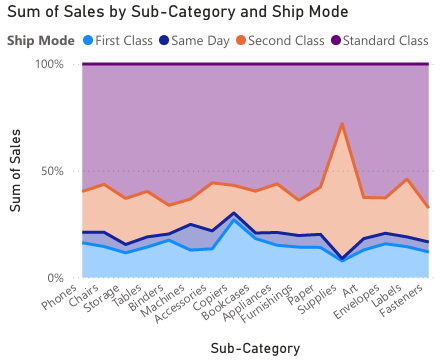 Sum of Sales by Sub-Category and Ship Mode
Ship Mode First Class Same Day Second Class Standard Class
100%
50%
0%
Sum of Sales
Phones
Chairs
Storage
Tables
Binders
Machines
Accessories
Copiers
Bookcases
Appliances
Furnishings
Paper
Supplies
Art
Envelopes
Labels
Fasteners
Sub-Category